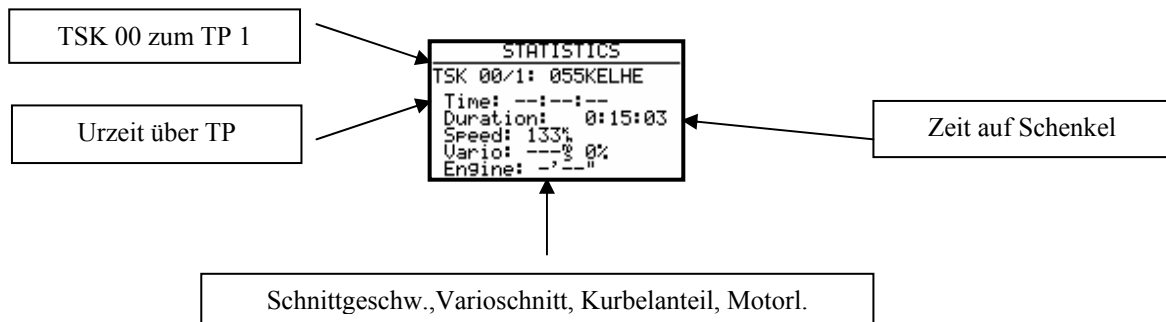 TSK 00 zum TP 1
STATISTICS
TSK 00/1: 055KELHE
Urzeit über TP
Time: --:--:--
Duration: 0:15:03
Speed: 133k/h
Vario: ---m/s 0%
Engine: -'--"
Zeit auf Schenkel
Schnittgeschw.,Varioschnitt, Kurbelanteil, Motorl.